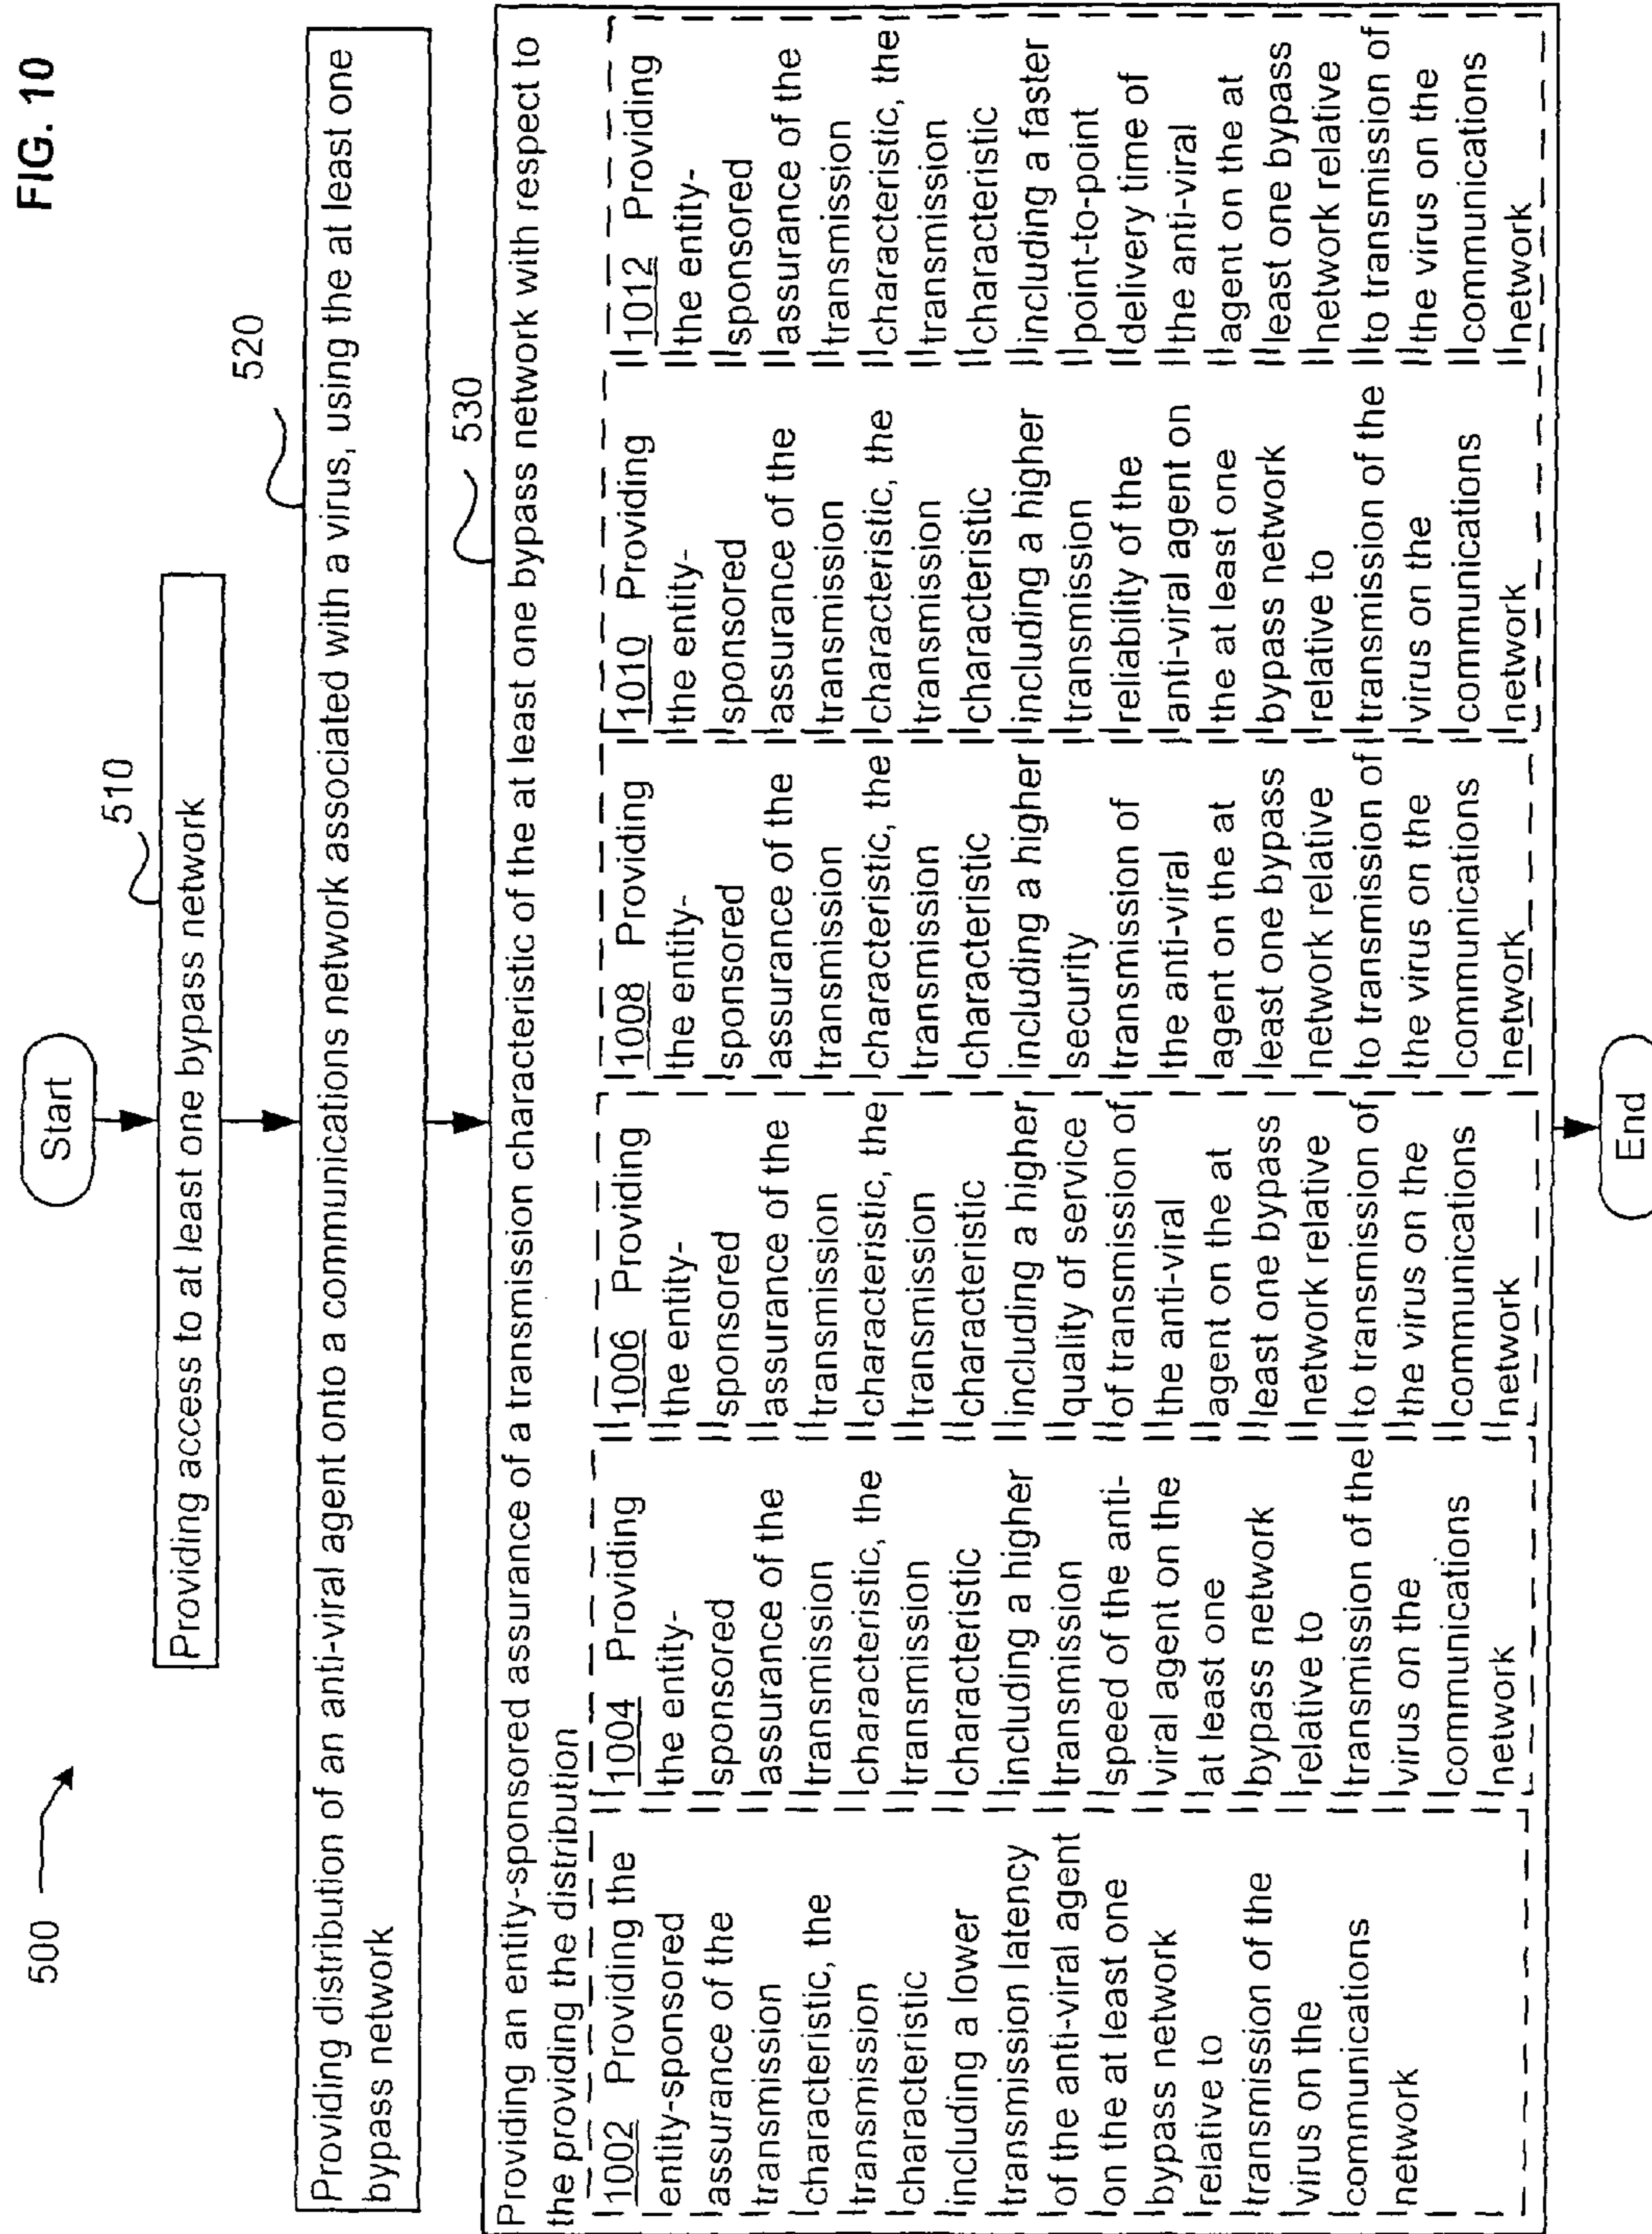 FIG. 10
500
Start
510
Providing access to at least one bypass network
520
Providing distribution of an anti-viral agent onto a communications network associated with a virus, using the at least one
bypass network
530
Providing an entity-sponsored assurance of a transmission characteristic of the at least one bypass network with respect to
the providing the distribution
1002 Providing the
entity-sponsored
assurance of the
transmission
characteristic, the
transmission
characteristic
including a lower
transmission latency
of the anti-viral agent
on the at least one
bypass network
relative to
transmission of the
virus on the
communications
network
1004 Providing
the entity-
sponsored
assurance of the
transmission
characteristic, the
transmission
characteristic
including a higher
transmission
speed of the anti-
viral agent on the
at least one
bypass network
relative to
transmission of the
virus on the
communications
network
1006 Providing
the entity-
sponsored
assurance of the
transmission
characteristic, the
transmission
characteristic
including a higher
quality of service
of transmission of
the anti-viral
agent on the at
least one bypass
network relative
to transmission of
the virus on the
communications
network
1008 Providing
the entity-
sponsored
assurance of the
transmission
characteristic, the
transmission
characteristic
including a higher
security
transmission of
the anti-viral
agent on the at
least one bypass
network relative
to transmission of
the virus on the
communications
network
1010 Providing
the entity-
sponsored
assurance of the
transmission
characteristic, the
transmission
characteristic
including a higher
transmission
reliability of the
anti-viral agent on
the at least one
bypass network
relative to
transmission of the
virus on the
communications
network
1012 Providing
the entity-
sponsored
assurance of the
transmission
characteristic, the
transmission
characteristic
including a faster
point-to-point
delivery time of
the anti-viral
agent on the at
least one bypass
network relative
to transmission of
the virus on the
communications
network
End